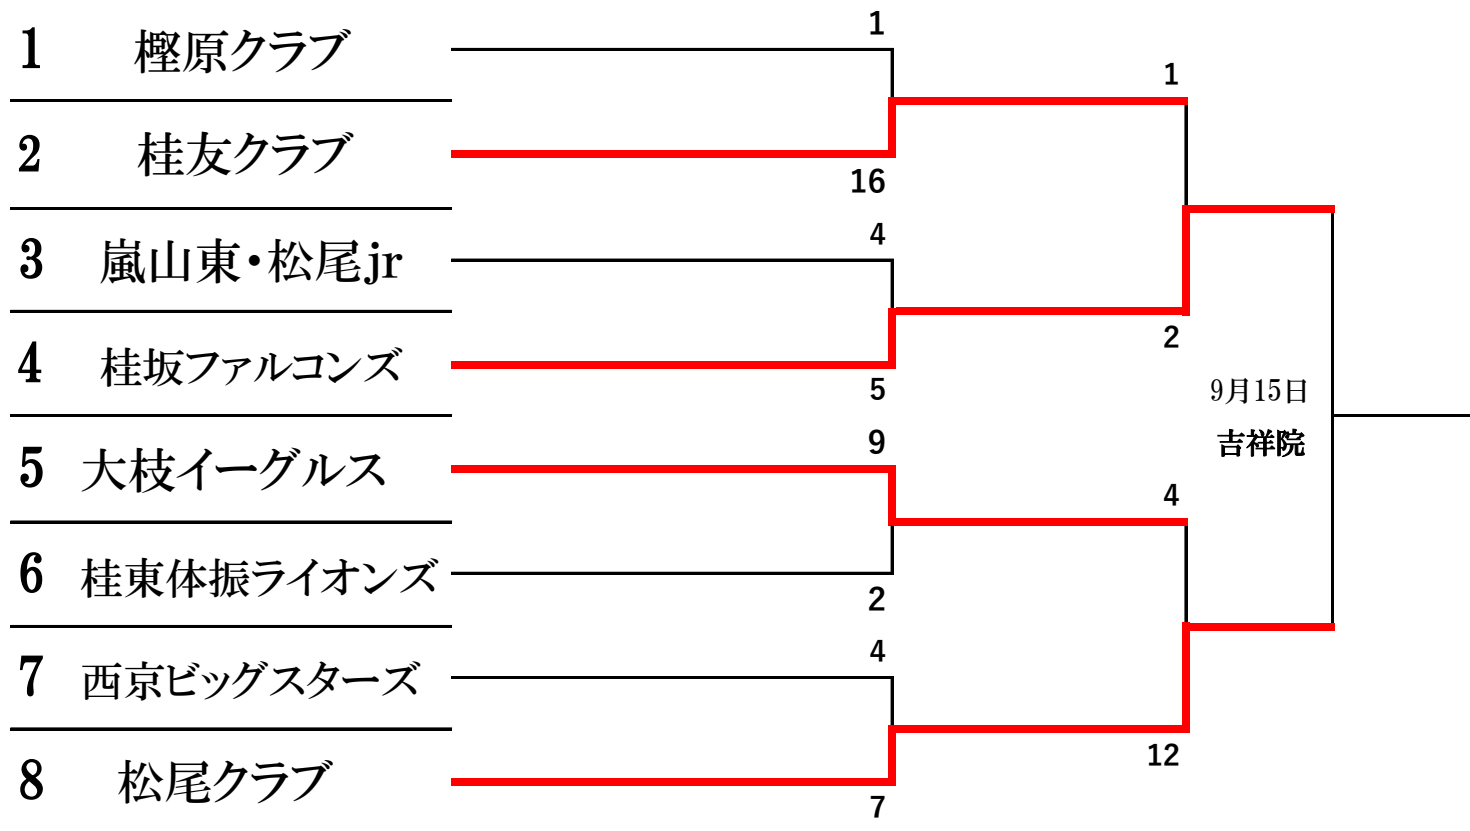 1 樫原クラブ
1
1
2 桂友クラブ
16
3 嵐山東・松尾jr
4
2
4 桂坂ファルコンズ
5
9月15日
吉祥院
5 大枝イーグルス
9
4
6 桂東体振ライオンズ
2
7 西京ビッグスターズ
4
12
8 松尾クラブ
7